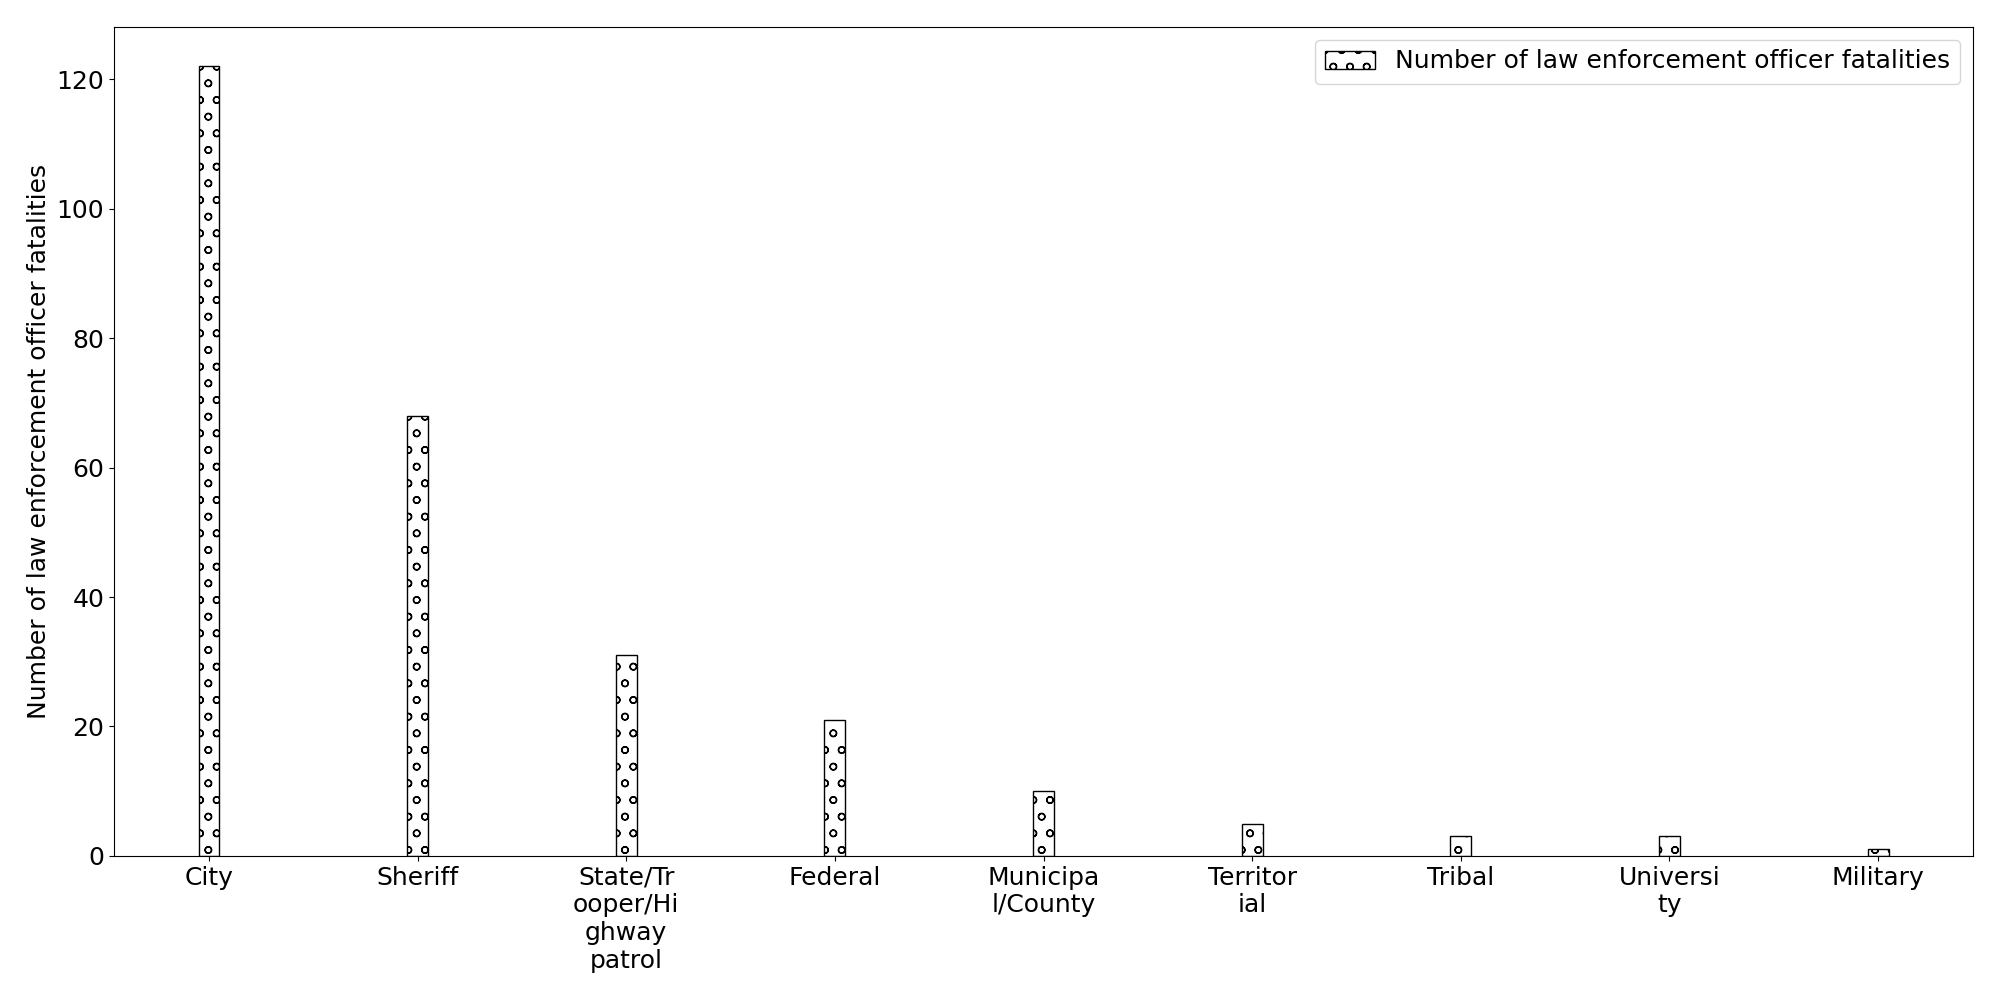 Number of law enforcement officer fatalities
Number of law enforcement officer fatalities
120
100
80
60
40
20
0
City
Sheriff
State/Tr
ooper/Hi
ghway
patrol
Federal
Municipa
l/County
Territor
ial
Tribal
Universi
ty
Military